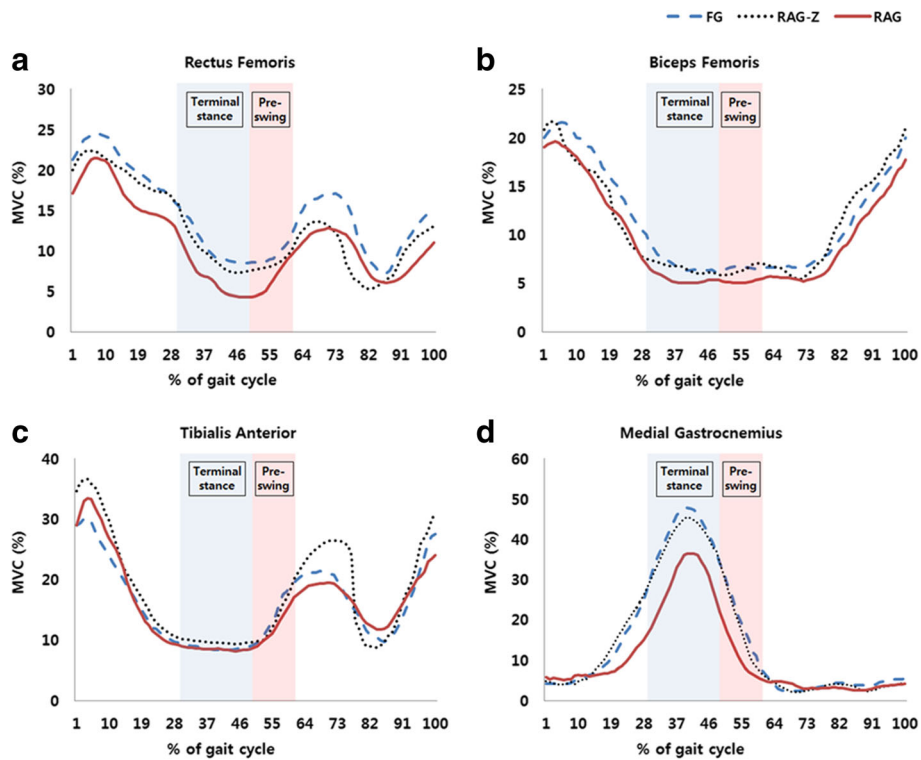 FG RAG-Z RAG
a
Rectus Femoris
MVC (%)
30
25
20
15
10
5
0
Terminal
stance
Pre-
swing
1 10 19 28 37 46 55 64 73 82 91 100
% of gait cycle
b
Biceps Femoris
MVC (%)
25
20
15
10
5
0
Terminal
stance
Pre-
swing
1 10 19 28 37 46 55 64 73 82 91 100
% of gait cycle
c
Tibialis Anterior
MVC (%)
40
30
20
10
0
Terminal
stance
Pre-
swing
1 10 19 28 37 46 55 64 73 82 91 100
% of gait cycle
d
Medial Gastrocnemius
MVC (%)
60
50
40
30
20
10
0
Terminal
stance
Pre-
swing
1 10 19 28 37 46 55 64 73 82 91 100
% of gait cycle